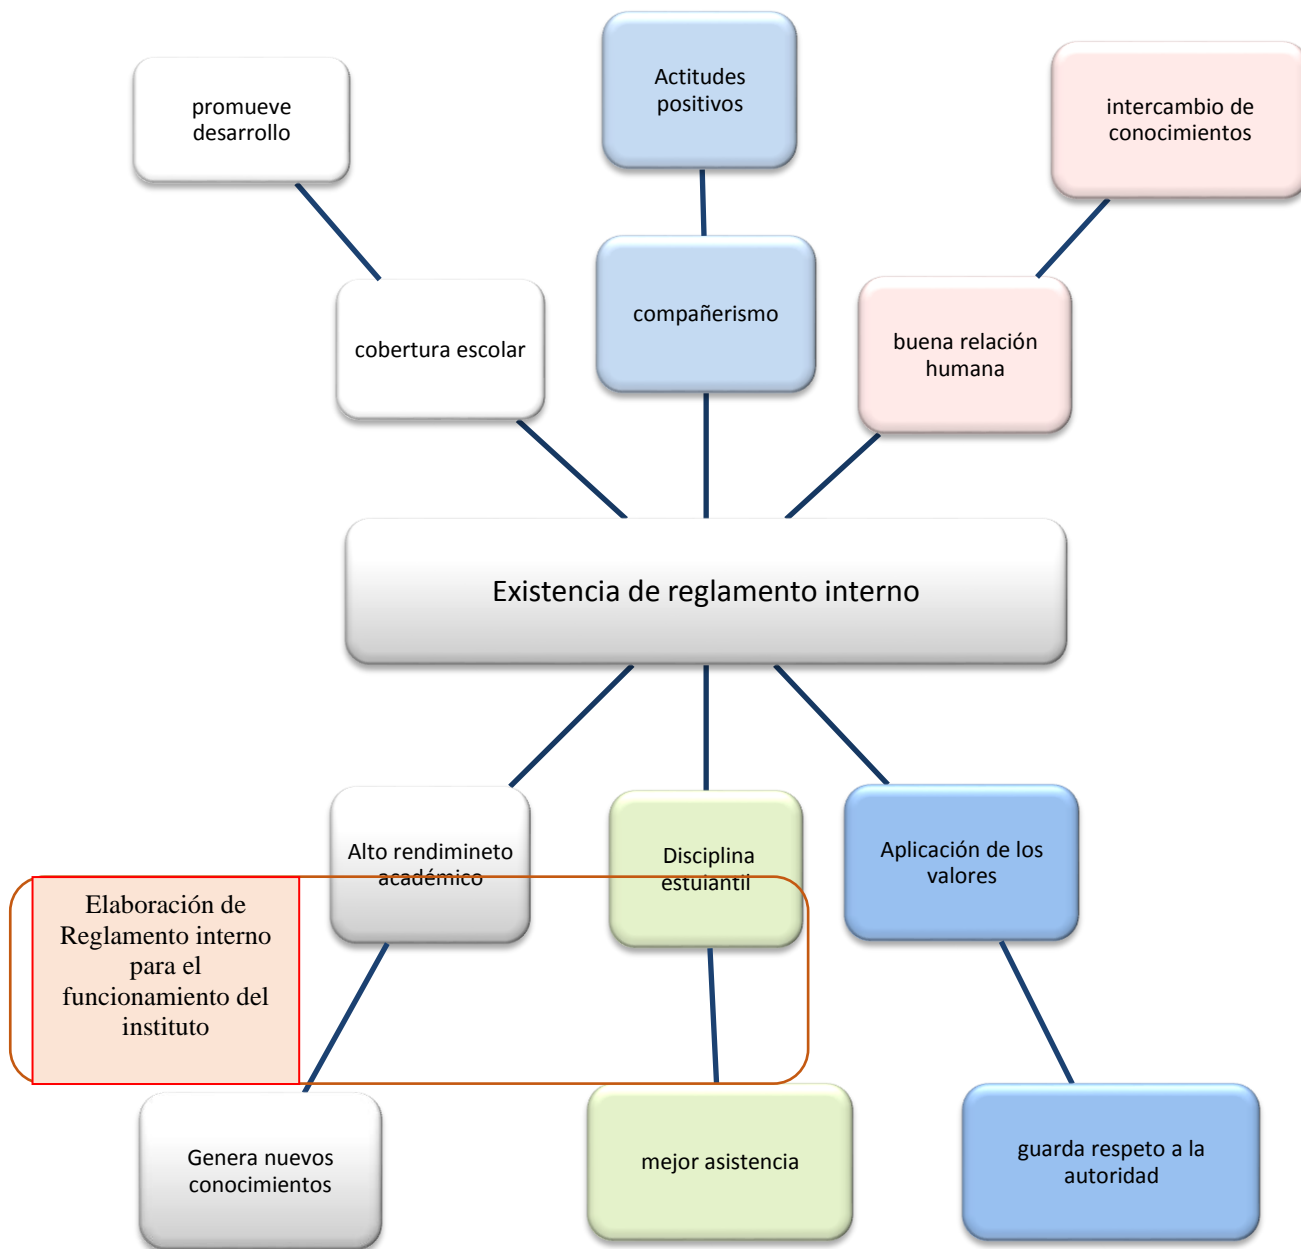 promueve
desarrollo
Actitudes
positivos
intercambio de
conocimientos
cobertura escolar
compañerismo
buena relación
humana
Existencia de reglamento interno
Alto rendimineto
académico
Disciplina
estuiantil
Aplicación de los
valores
Elaboración de
Reglamento interno
para el
funcionamiento del
instituto
Genera nuevos
conocimientos
mejor asistencia
guarda respeto a la
autoridad